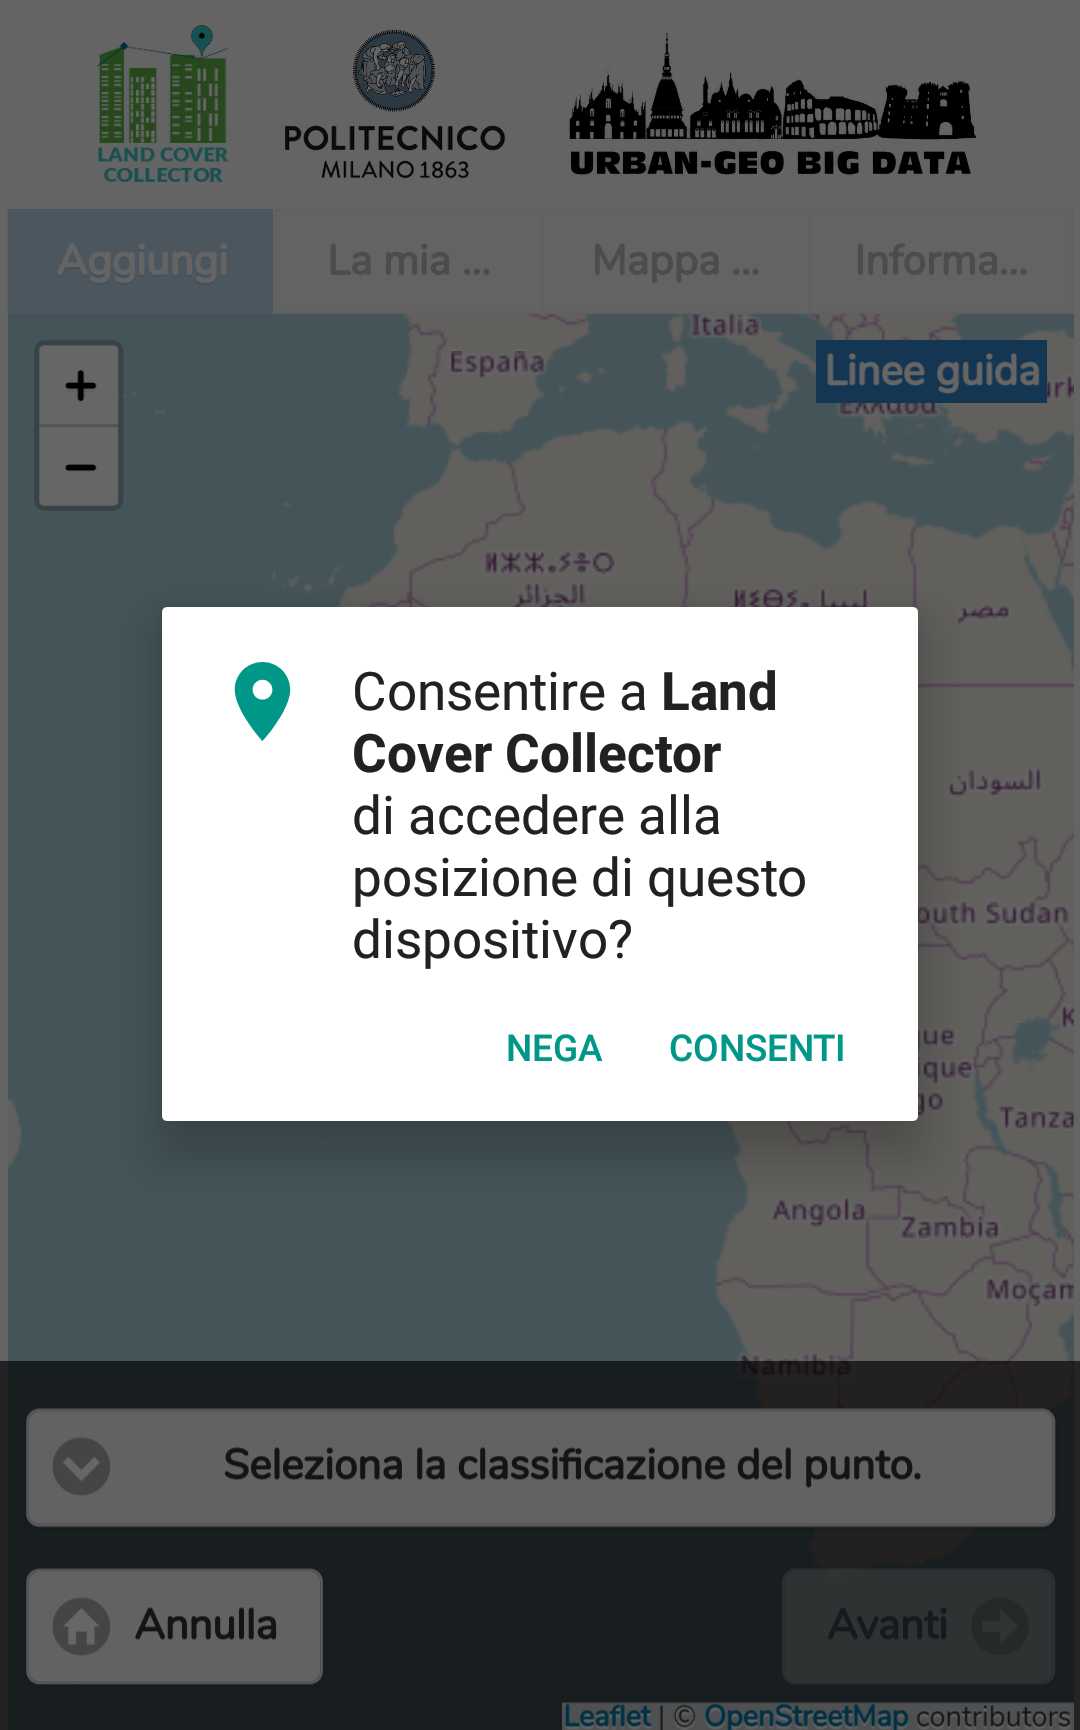 LAND COVER
COLLECTOR
POLITECNICO
MILANO 1863
URBAN-GEO BIG DATA
Aggiungi
La mia ...
Mappa ...
Informa...
+
−
Linee guida
Italia
España
ⵍⵣⵣⴰⵢⴻⵔ
الجزائر
ليبيا
مصر
السودان
South Sudan
Tanza
Angola
Zambia
Moçam
Namibia
Consentire a Land
Cover Collector
di accedere alla
posizione di questo
dispositivo?
NEGA CONSENTI
Seleziona la classificazione del punto.
Annulla
Avanti
Leaflet | © OpenStreetMap contributors